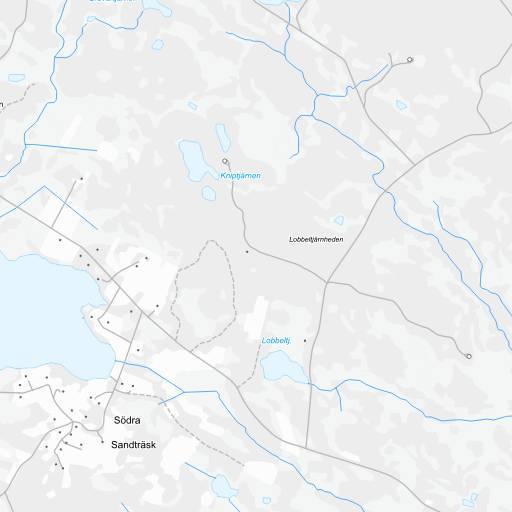 Kniptjärnen
Lobbeltjärnheden
Lobbeltj.
Södra
Sandträsk